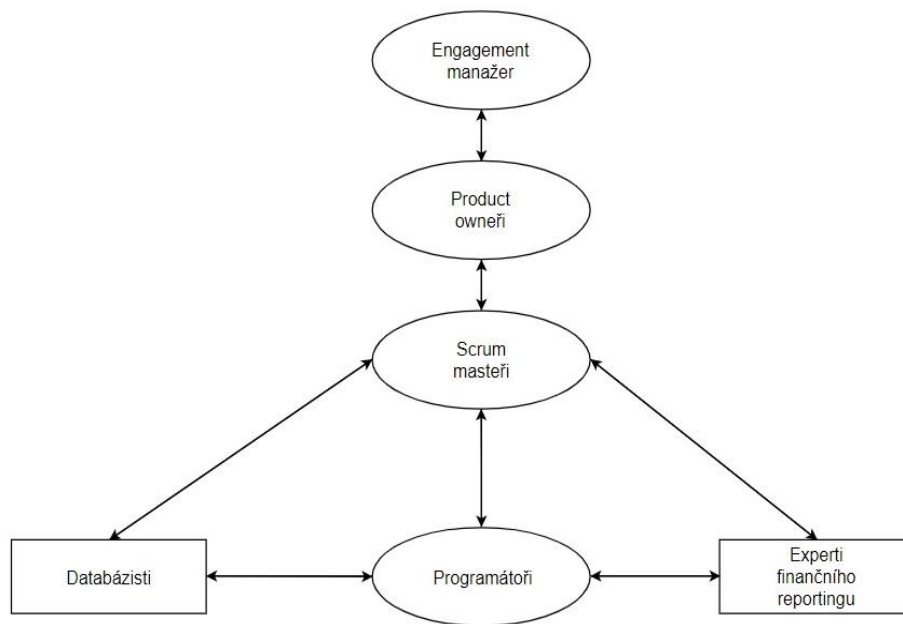 Engagement
manažer
Product
owneři
Scrum
masteři
Databázisti
Programátoři
Experti
finančního
reportingu